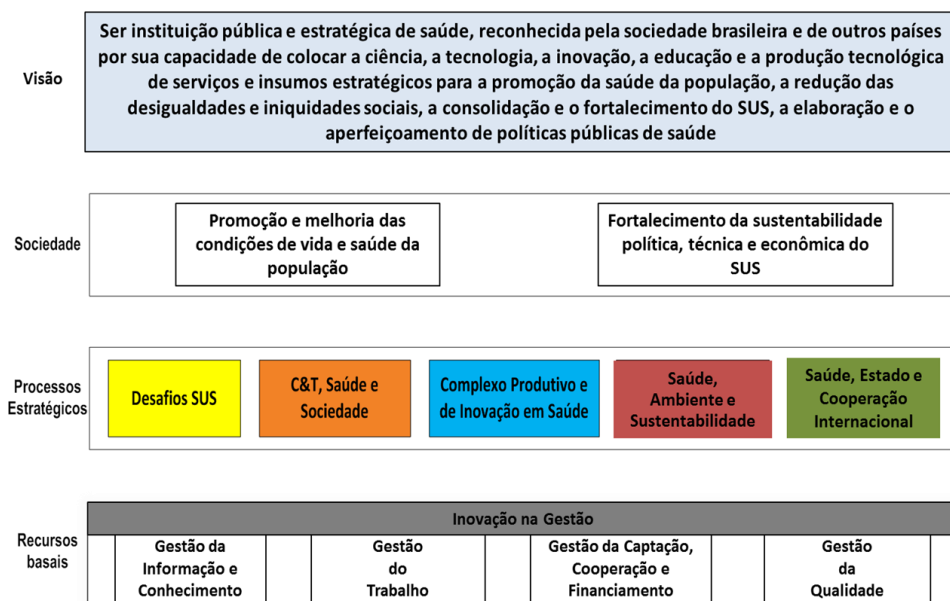 Visão
Ser instituição pública e estratégica de saúde, reconhecida pela sociedade brasileira e de outros países
por sua capacidade de colocar a ciência, a tecnologia, a inovação, a educação e a produção tecnológica
de serviços e insumos estratégicos para a promoção da saúde da população, a redução das
desigualdades e iniquidades sociais, a consolidação e o fortalecimento do SUS, a elaboração e o
aperfeiçoamento de políticas públicas de saúde
Sociedade
Promoção e melhoria das
condições de vida e saúde da
população
Fortalecimento da sustentabilidade
política, técnica e econômica do
SUS
Processos
Estratégicos
Desafios SUS
C&T, Saúde e
Sociedade
Complexo Produtivo e
de Inovação em Saúde
Saúde,
Ambiente e
Sustentabilidade
Saúde, Estado e
Cooperação
Internacional
Recursos
basais
Inovação na Gestão
Gestão da
Informação e
Conhecimento
Gestão
do
Trabalho
Gestão da Captação,
Cooperação e
Financiamento
Gestão
da
Qualidade